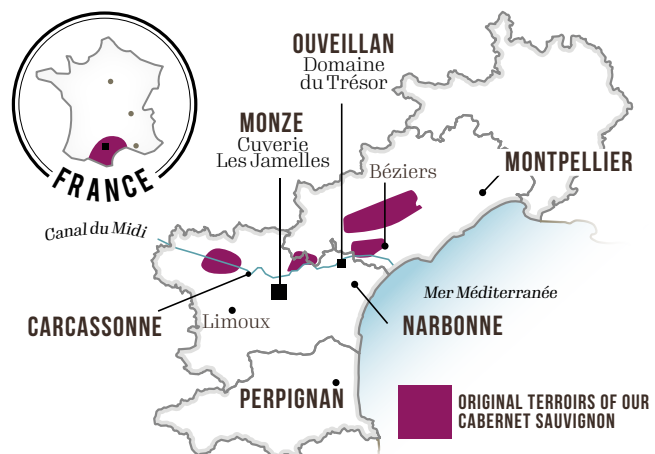 FRANCE
OUVEILLAN
Domaine
du Trésor
MONZE
Cuverie
Les Jamelles
Béziers
MONTPELLIER
Canal du Midi
Mer Méditerranée
CARCASSONNE
Limoux
NARBONNE
PERPIGNAN
ORIGINAL TERROIRS OF OUR
CABERNET SAUVIGNON